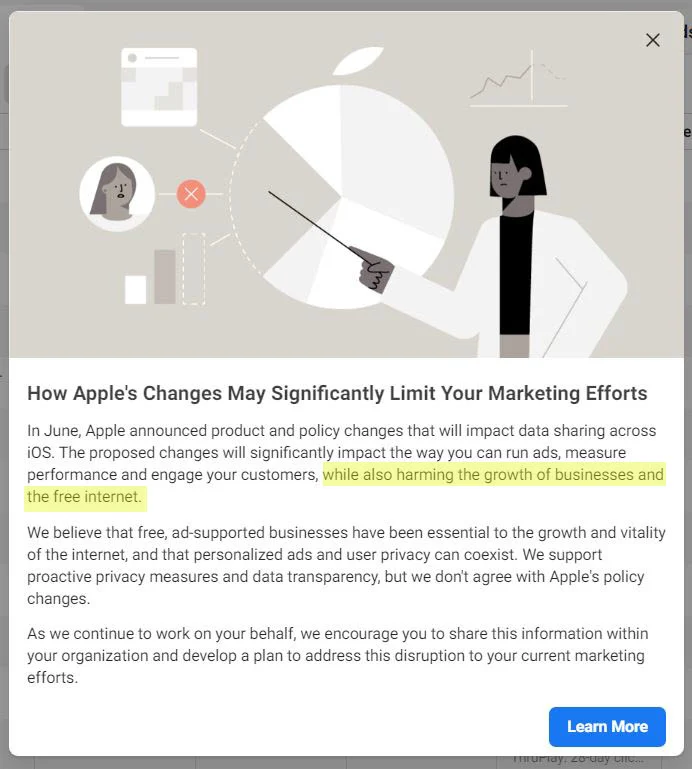 How Apple's Changes May Significantly Limit Your Marketing Efforts
In June, Apple announced product and policy changes that will impact data sharing across
iOS. The proposed changes will significantly impact the way you can run ads, measure
performance and engage your customers, while also harming the growth of businesses and
the free internet.
We believe that free, ad-supported businesses have been essential to the growth and vitality
of the internet, and that personalized ads and user privacy can coexist. We support
proactive privacy measures and data transparency, but we don't agree with Apple's policy
changes.
As we continue to work on your behalf, we encourage you to share this information within
your organization and develop a plan to address this disruption to your current marketing
efforts.
Learn More